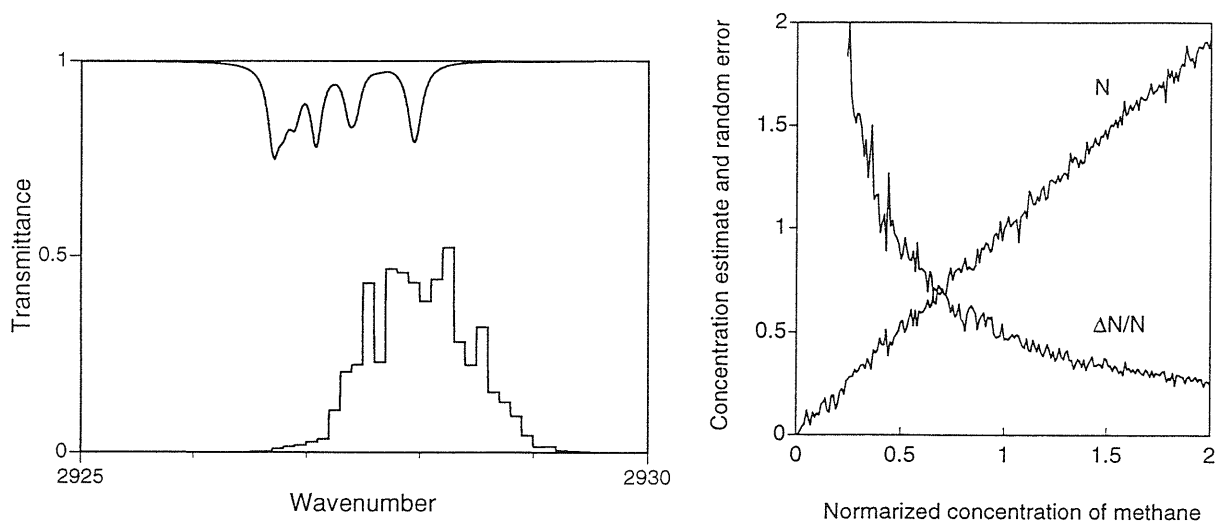 Transmittance
1
0.5
0
2925
2930
Wavenumber
Concentration estimate and random error
2
1.5
1
0.5
0
N
ΔN/N
0
0.5
1
1.5
2
Normarized concentration of methane